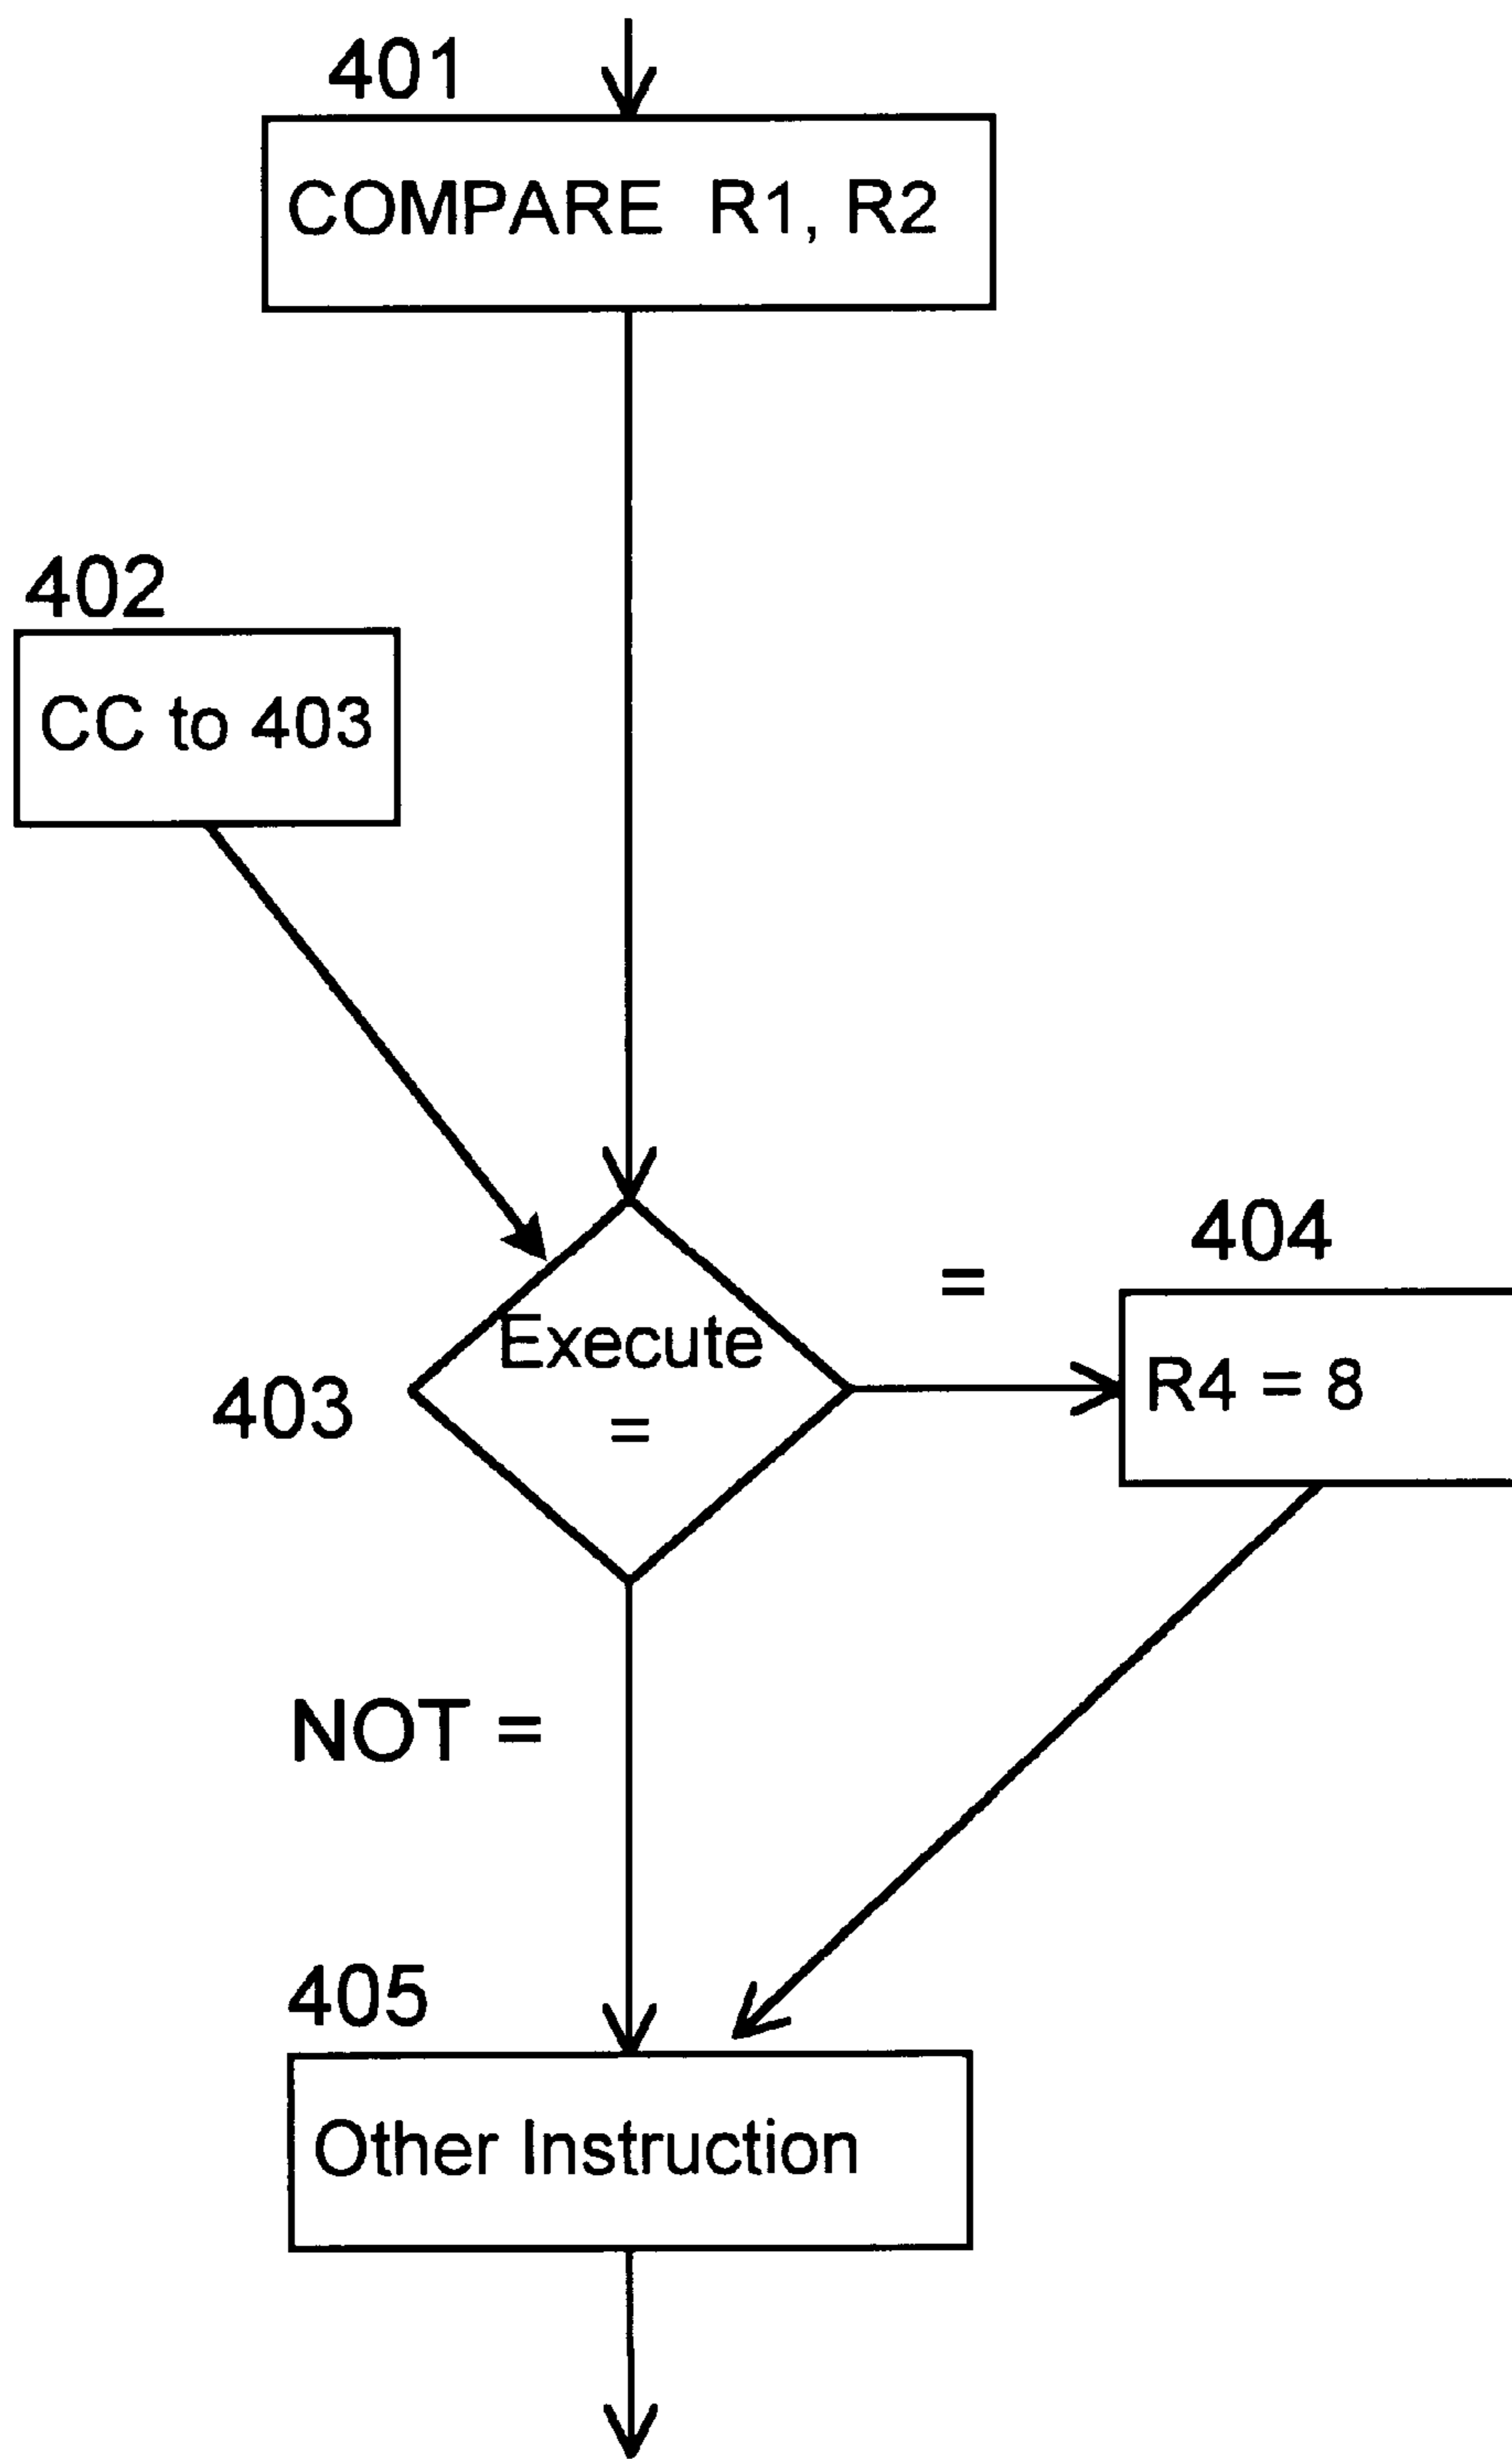 401
COMPARE R1, R2
402
CC to 403
Execute
=
403
=
404
R4 = 8
NOT =
405
Other Instruction